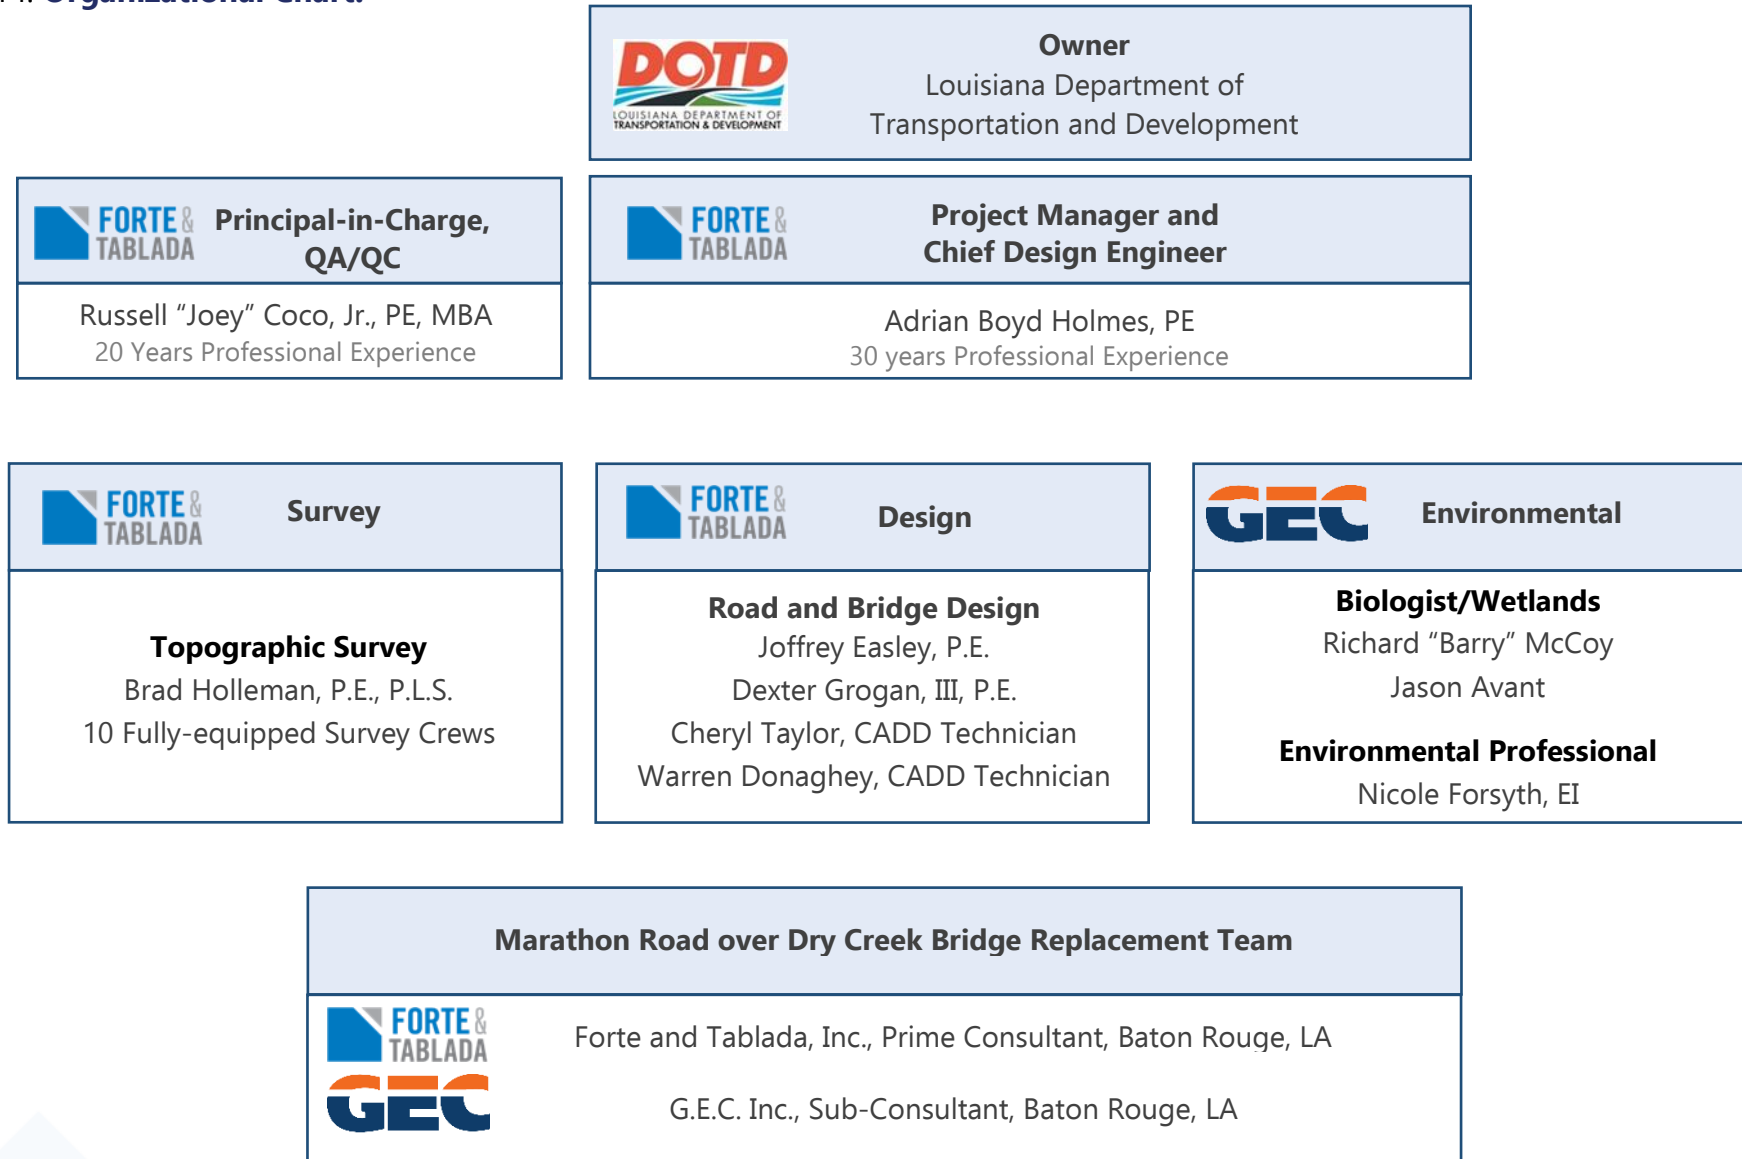 14. Organizational Chart:
DOTD
LOUISIANA DEPARTMENT OF
TRANSPORTATION & DEVELOPMENT
Owner
Louisiana Department of
Transportation and Development
FORTE &
TABLADA
Principal-in-Charge,
QA/QC
Russell “Joey” Coco, Jr., PE, MBA
20 Years Professional Experience
FORTE &
TABLADA
Project Manager and
Chief Design Engineer
Adrian Boyd Holmes, PE
30 years Professional Experience
FORTE &
TABLADA
Survey
Topographic Survey
Brad Holleman, P.E., P.L.S.
10 Fully-equipped Survey Crews
FORTE &
TABLADA
Design
Road and Bridge Design
Joffrey Easley, P.E.
Dexter Grogan, III, P.E.
Cheryl Taylor, CADD Technician
Warren Donaghey, CADD Technician
GEC
Environmental
Biologist/Wetlands
Richard “Barry” McCoy
Jason Avant
Environmental Professional
Nicole Forsyth, EI
Marathon Road over Dry Creek Bridge Replacement Team
FORTE &
TABLADA
Forte and Tablada, Inc., Prime Consultant, Baton Rouge, LA
GEC
G.E.C. Inc., Sub-Consultant, Baton Rouge, LA